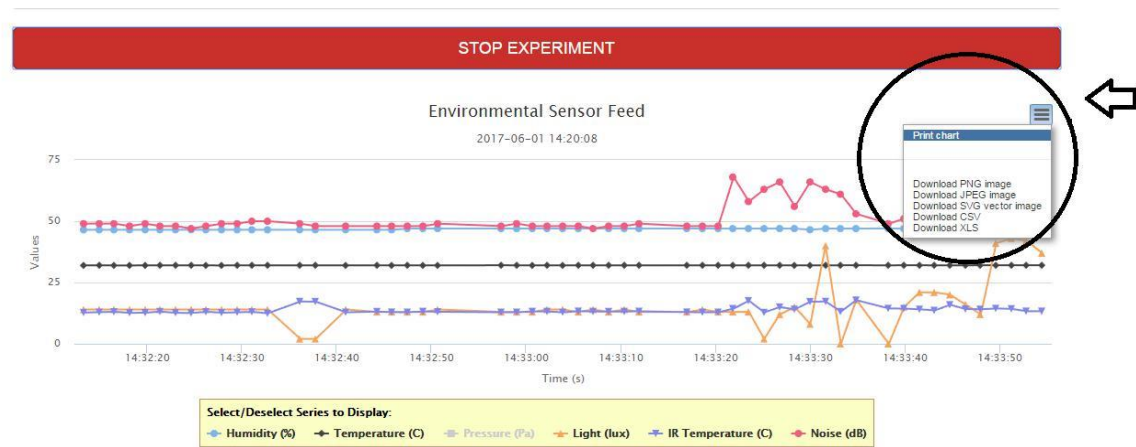 STOP EXPERIMENT
Environmental Sensor Feed
2017-06-01 14:20:08
Print chart
Download PNG image
Download JPEG image
Download SVG vector image
Download CSV
Download XLS
75
50
25
0
Values
14:32:20 14:32:30 14:32:40 14:32:50 14:33:00 14:33:10 14:33:20 14:33:30 14:33:40 14:33:50
Time (s)
Select/Deselect Series to Display:
Humidity (%) Temperature (C) Pressure (Pa) Light (lux) IR Temperature (C) Noise (dB)